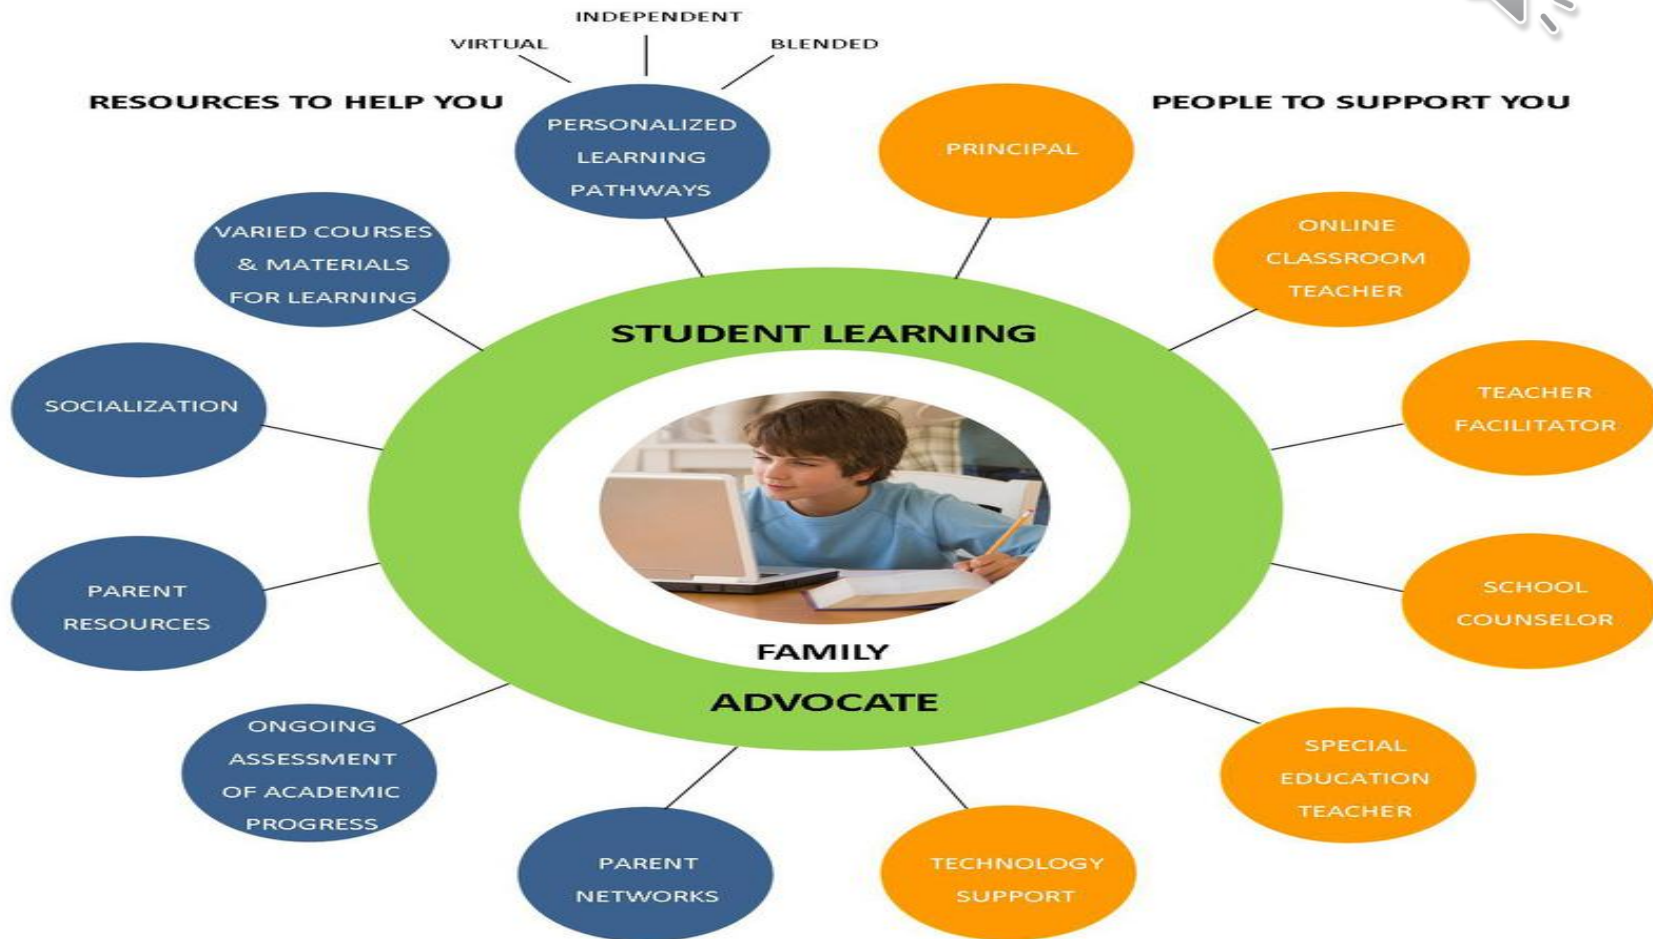 INDEPENDENT
VIRTUAL
BLENDED
RESOURCES TO HELP YOU
PEOPLE TO SUPPORT YOU
PERSONALIZED
LEARNING
PATHWAYS
PRINCIPAL
VARIED COURSES
& MATERIALS
FOR LEARNING
ONLINE
CLASSROOM
TEACHER
STUDENT LEARNING
SOCIALIZATION
TEACHER
FACILITATOR
PARENT
RESOURCES
SCHOOL
COUNSELOR
FAMILY
ADVOCATE
ONGOING
ASSESSMENT
OF ACADEMIC
PROGRESS
SPECIAL
EDUCATION
TEACHER
PARENT
NETWORKS
TECHNOLOGY
SUPPORT